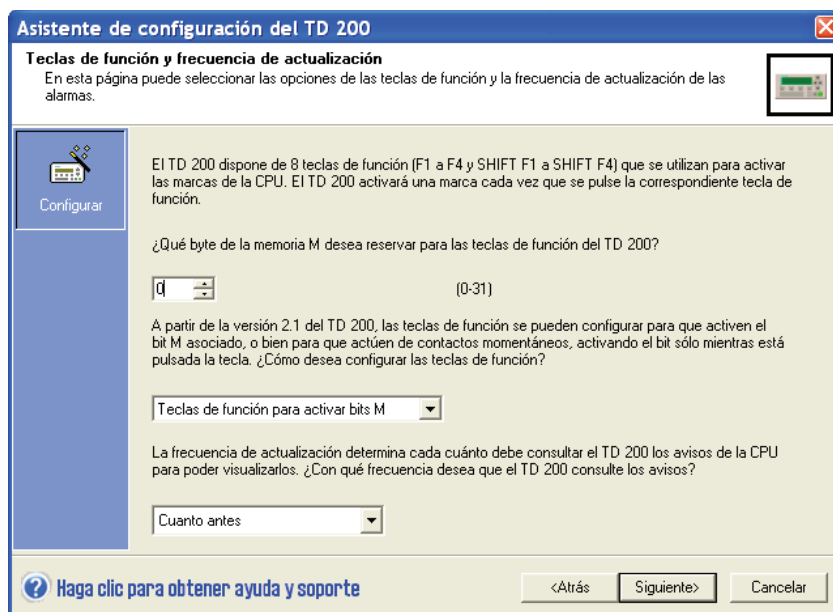 Asistente de configuración del TD 200
Teclas de función y frecuencia de actualización
En esta página puede seleccionar las opciones de las teclas de función y la frecuencia de actualización de las
alarmas.
Configurar
El TD 200 dispone de 8 teclas de función (F1 a F4 y SHIFT F1 a SHIFT F4) que se utilizan para activar
las marcas de la CPU. El TD 200 activará una marca cada vez que se pulse la correspondiente tecla de
función.
¿Qué byte de la memoria M desea reservar para las teclas de función del TD 200?
0
(0-31)
A partir de la versión 2.1 del TD 200, las teclas de función se pueden configurar para que activen el
bit M asociado, o bien para que actúen de contactos momentáneos, activando el bit sólo mientras está
pulsada la tecla. ¿Cómo desea configurar las teclas de función?
Teclas de función para activar bits M
La frecuencia de actualización determina cada cuánto debe consultar el TD 200 los avisos de la CPU
para poder visualizarlos. ¿Con qué frecuencia desea que el TD 200 consulte los avisos?
Cuanto antes
Haga clic para obtener ayuda y soporte
<Atrás
Siguiente>
Cancelar